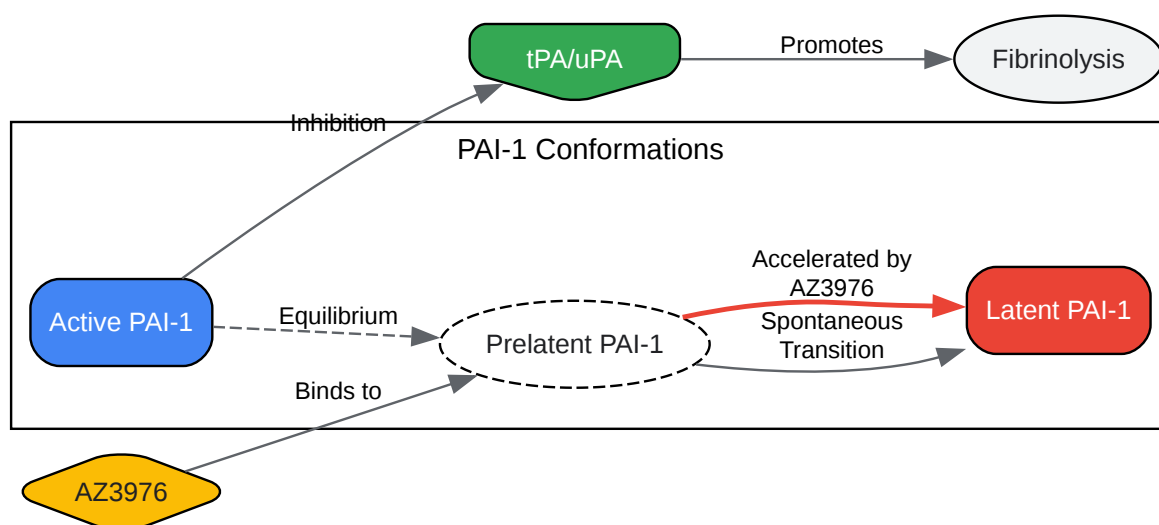 tPA/uPA
Promotes
Fibrinolysis
Inhibition
PAI-1 Conformations
Active PAI-1
Equilibrium
Prelatent PAI-1
Accelerated by
AZ3976
Spontaneous
Transition
Latent PAI-1
Binds to
AZ3976